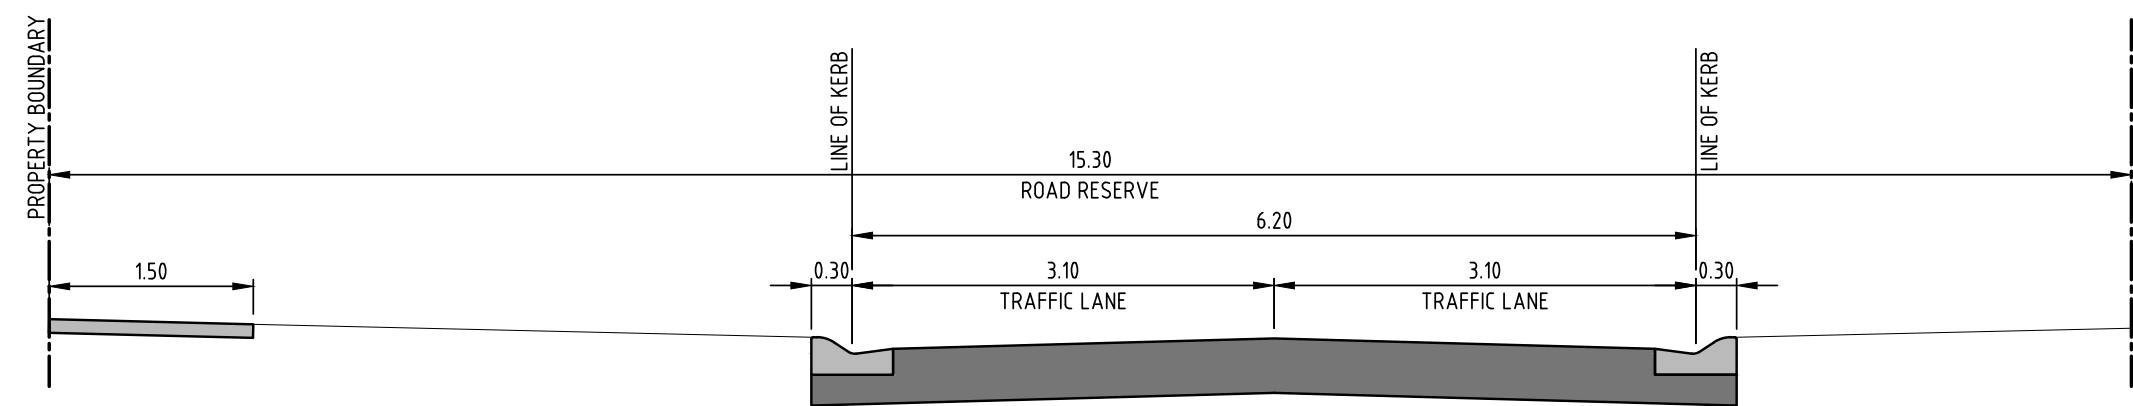 PROPERTY BOUNDARY
LINE OF KERB
LINE OF KERB
15.30
ROAD RESERVE
6.20
1.50
0.30
3.10
TRAFFIC LANE
3.10
TRAFFIC LANE
0.30